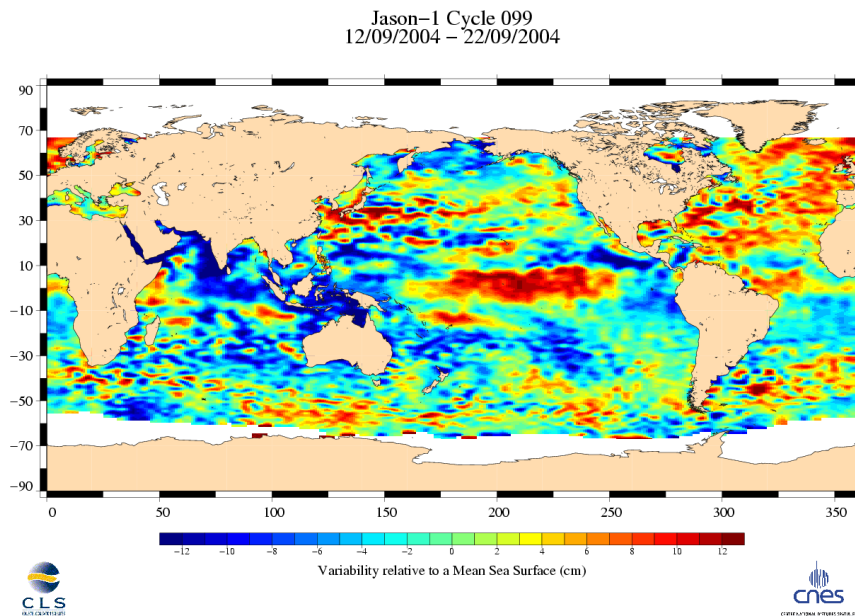 Jason-1 Cycle 099
12/09/2004 - 22/09/2004
90
70
50
30
10
-10
-30
-50
-70
-90
0 50 100 150 200 250 300 350
-12 -10 -8 -6 -4 -2 0 2 4 6 8 10 12
Variability relative to a Mean Sea Surface (cm)
CLS
cnes